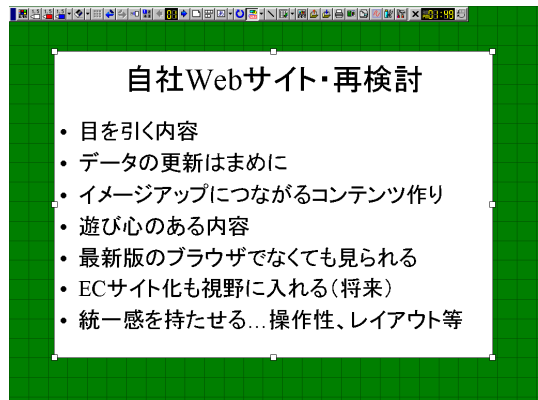 03
01:49
自社Webサイト・再検討
• 目を引く内容
• データの更新はまめに
• イメージアップにつながるコンテンツ作り
• 遊び心のある内容
• 最新版のブラウザでなくても見られる
• ECサイト化も視野に入れる（将来）
• 統一感を持たせる…操作性、レイアウト等